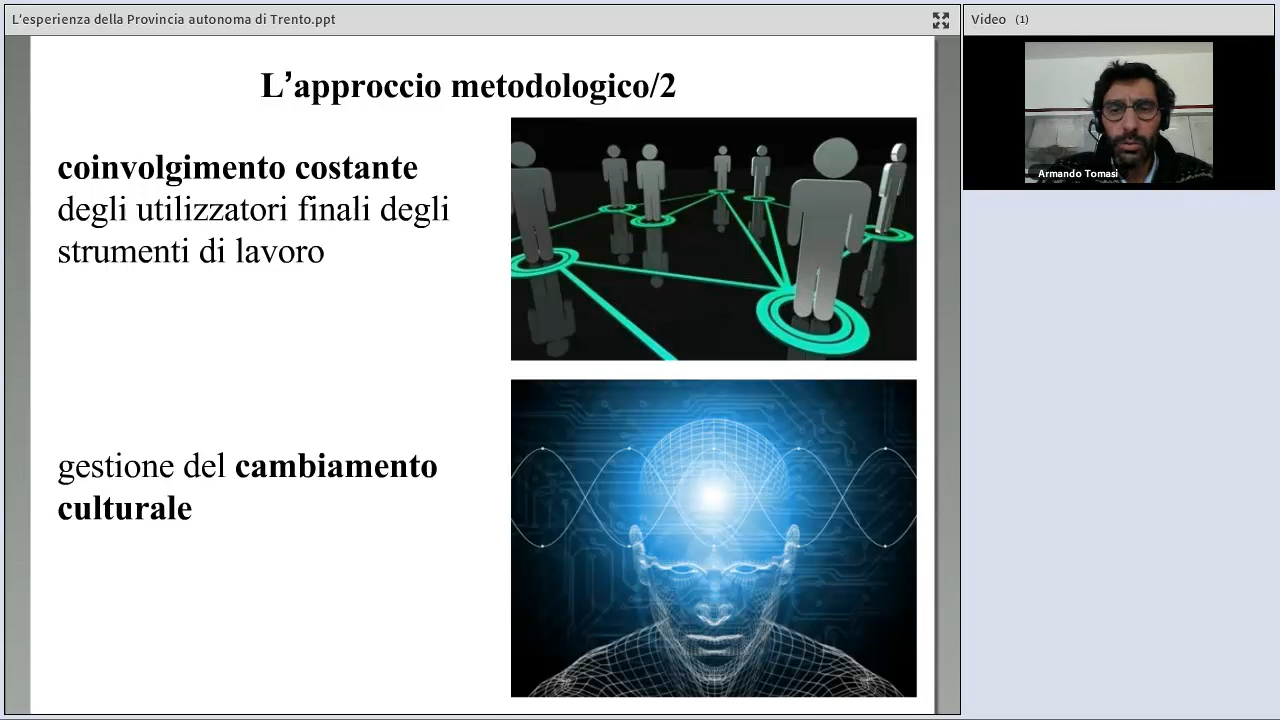 L'esperienza della Provincia autonoma di Trento.ppt
Video (1)
Armando Tomasi
L’approccio metodologico/2
coinvolgimento costante
degli utilizzatori finali degli
strumenti di lavoro
gestione del cambiamento
culturale